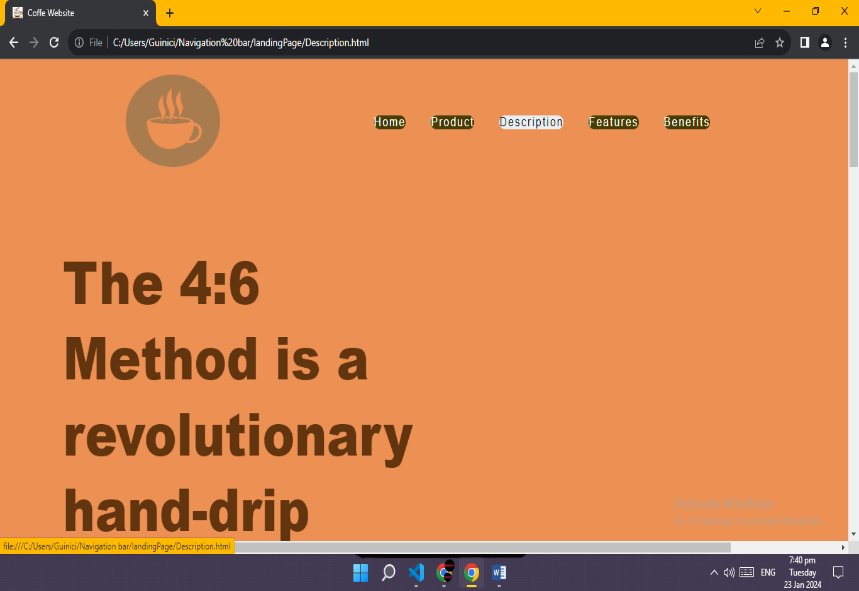 Coffe Website
File
C:/Users/Guinici/Navigation%20bar/landingPage/Description.html
Home Product Description Features Benefits
The 4:6
Method is a
revolutionary
hand-drip
file:///C:/Users/Guinici/Navigation bar/landingPage/Description.html
ENG
7:40 pm
Tuesday
23 Jan 2024